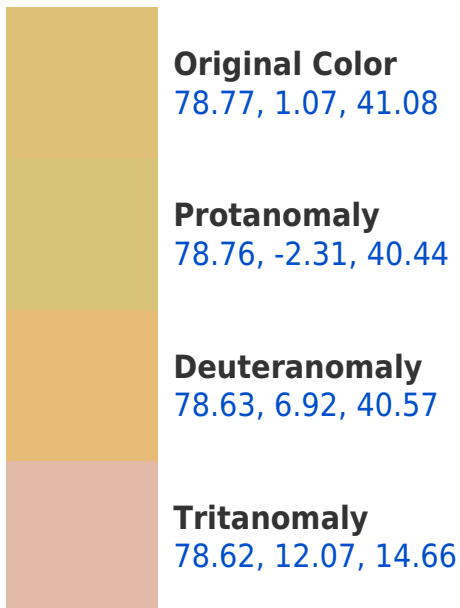 Original Color
78.77, 1.07, 41.08
Protanomaly
78.76, -2.31, 40.44
Deuteranomaly
78.63, 6.92, 40.57
Tritanomaly
78.62, 12.07, 14.66